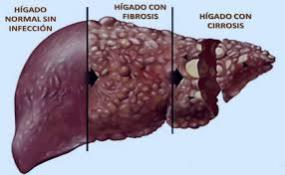 HÍGADO
NORMAL SIN
INFECCIÓN
HÍGADO CON
FIBROSIS
HÍGADO CON
CIRROSIS